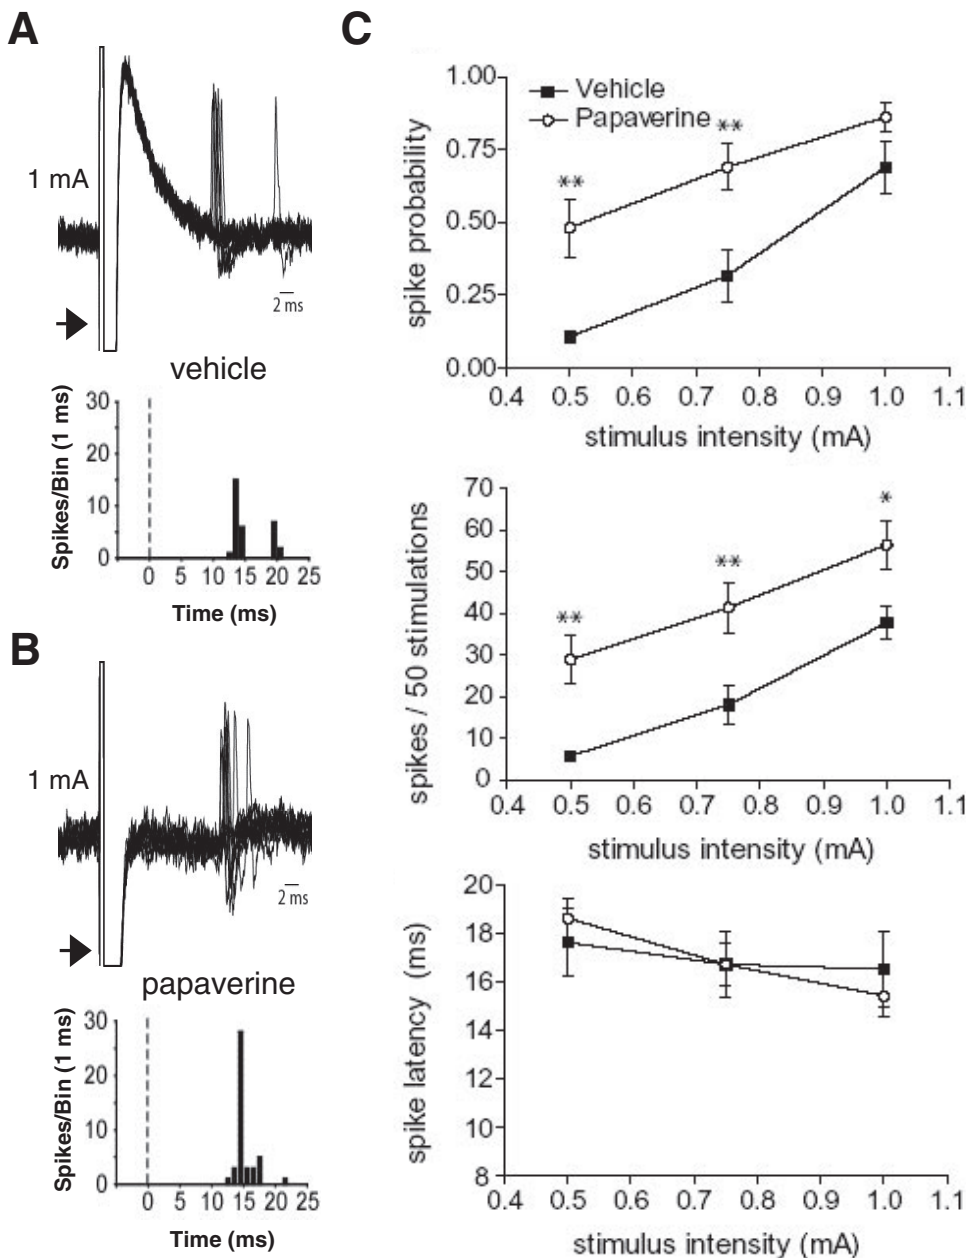 A
1 mA
2 ms
vehicle
Spikes/Bin (1 ms)
30
20
10
0
0 5 10 15 20 25
Time (ms)
B
1 mA
2 ms
papaverine
Spikes/Bin (1 ms)
30
20
10
0
0 5 10 15 20 25
Time (ms)
C
spike probability
1.00
0.75
0.50
0.25
0.00
Vehicle
Papaverine
**
**
0.4 0.5 0.6 0.7 0.8 0.9 1.0 1.1
stimulus intensity (mA)
spikes / 50 stimulations
70
60
50
40
30
20
10
0
**
**
*
0.4 0.5 0.6 0.7 0.8 0.9 1.0 1.1
stimulus intensity (mA)
spike latency (ms)
20
18
16
14
12
10
8
0.4 0.5 0.6 0.7 0.8 0.9 1.0 1.1
stimulus intensity (mA)